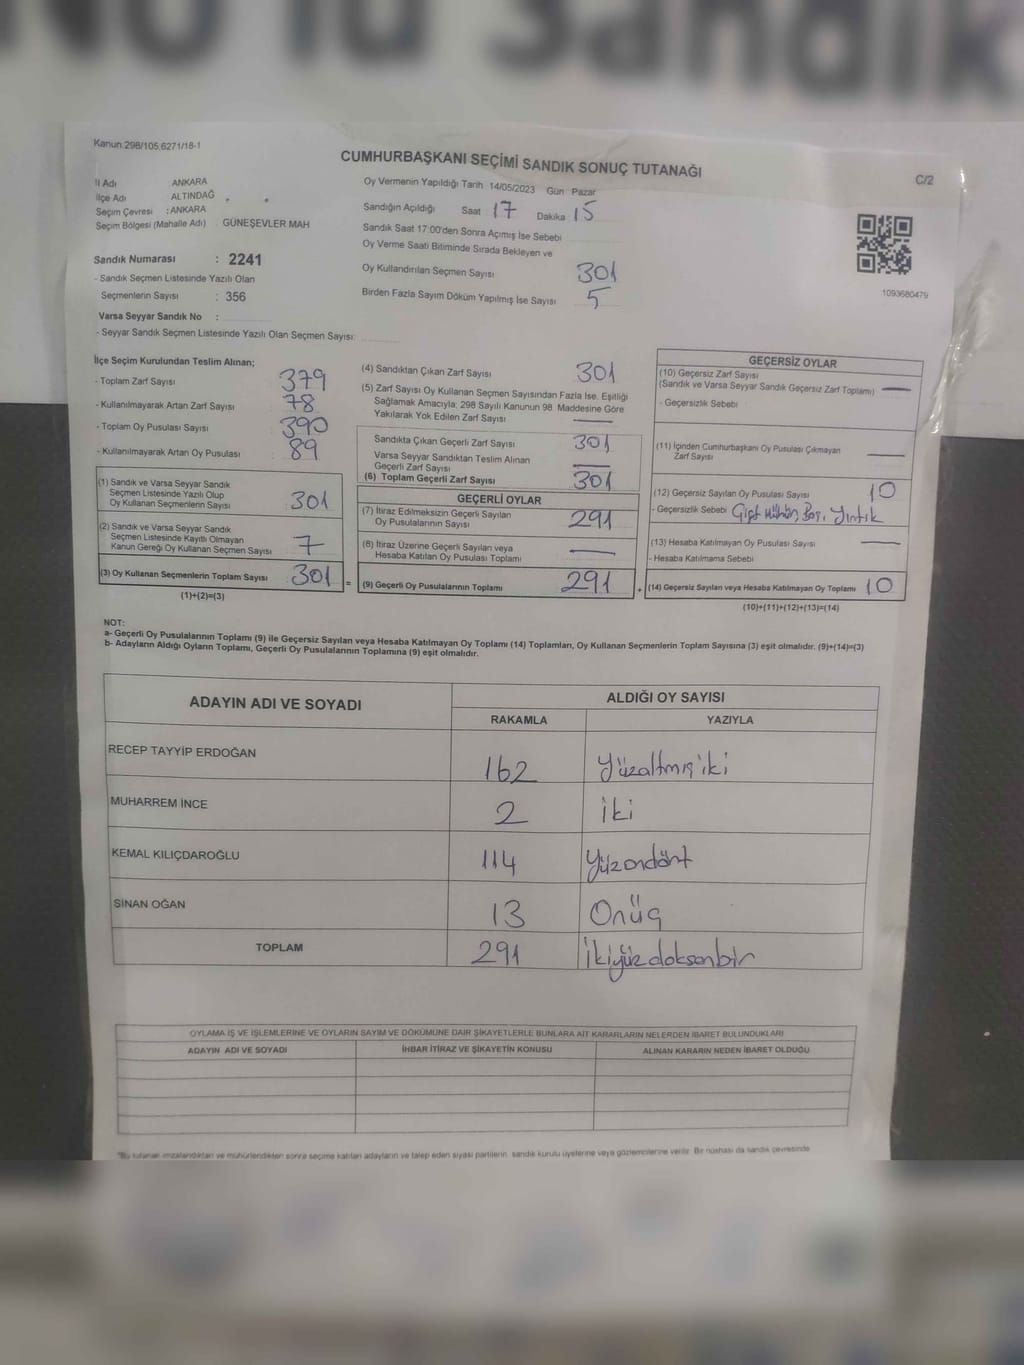 No'lu Sandık
Kanun:298/105,6271/18-1
CUMHURBAŞKANI SEÇİMİ SANDIK SONUÇ TUTANAĞI
C/2
İl Adı ANKARA
İlçe Adı ALTINDAĞ
Seçim Çevresi : ANKARA
Seçim Bölgesi (Mahalle Adı) GÜNEŞEVLER MAH
Oy Vermenin Yapıldığı Tarih 14/05/2023 Gün Pazar
Sandığın Açıldığı Saat 17 Dakika 15
Sandık Saat 17:00'den Sonra Açımış İse Sebebi
Oy Verme Saati Bitiminde Sırada Bekleyen ve
Oy Kullandırılan Seçmen Sayısı 301
Birden Fazla Sayım Döküm Yapılmış İse Sayısı 5
1093680479
Sandık Numarası : 2241
- Sandık Seçmen Listesinde Yazılı Olan
Seçmenlerin Sayısı : 356
Varsa Seyyar Sandık No :
- Seyyar Sandık Seçmen Listesinde Yazılı Olan Seçmen Sayısı:
İlçe Seçim Kurulundan Teslim Alınan;
- Toplam Zarf Sayısı 379
- Kullanılmayarak Artan Zarf Sayısı 78
- Toplam Oy Pusulası Sayısı 390
- Kullanılmayarak Artan Oy Pusulası 89
(1) Sandık ve Varsa Seyyar Sandık
Seçmen Listesinde Yazılı Olup
Oy Kullanan Seçmenlerin Sayısı 301
(2) Sandık ve Varsa Seyyar Sandık
Seçmen Listesinde Kayıtlı Olmayan
Kanun Gereği Oy Kullanan Seçmen Sayısı 7
(3) Oy Kullanan Seçmenlerin Toplam Sayısı 301 =
(1)+(2)=(3)
(4) Sandıktan Çıkan Zarf Sayısı 301
(5) Zarf Sayısı Oy Kullanan Seçmen Sayısından Fazla İse, Eşitliği
Sağlamak Amacıyla; 298 Sayılı Kanunun 98. Maddesine Göre
Yakılarak Yok Edilen Zarf Sayısı —
Sandıkta Çıkan Geçerli Zarf Sayısı 301
Varsa Seyyar Sandıktan Teslim Alınan
Geçerli Zarf Sayısı —
(6) Toplam Geçerli Zarf Sayısı 301
GEÇERLİ OYLAR
(7) İtiraz Edilmeksizin Geçerli Sayılan
Oy Pusulalarının Sayısı 291
(8) İtiraz Üzerine Geçerli Sayılan veya
Hesaba Katılan Oy Pusulası Toplamı —
(9) Geçerli Oy Pusulalarının Toplamı 291 +
GEÇERSİZ OYLAR
(10) Geçersiz Zarf Sayısı
(Sandık ve Varsa Seyyar Sandık Geçersiz Zarf Toplamı) —
- Geçersizlik Sebebi
(11) İçinden Cumhurbaşkanı Oy Pusulası Çıkmayan
Zarf Sayısı —
(12) Geçersiz Sayılan Oy Pusulası Sayısı 10
- Geçersizlik Sebebi Çift Mühür, Boş, Yırtık
(13) Hesaba Katılmayan Oy Pusulası Sayısı —
- Hesaba Katılmama Sebebi
(14) Geçersiz Sayılan veya Hesaba Katılmayan Oy Toplamı 10
(10)+(11)+(12)+(13)=(14)
NOT:
a- Geçerli Oy Pusulalarının Toplamı (9) ile Geçersiz Sayılan veya Hesaba Katılmayan Oy Toplamı (14) Toplamları, Oy Kullanan Seçmenlerin Toplam Sayısına (3) eşit olmalıdır. (9)+(14)=(3)
b- Adayların Aldığı Oyların Toplamı, Geçerli Oy Pusulalarının Toplamına (9) eşit olmalıdır.
ADAYIN ADI VE SOYADI ALDIĞI OY SAYISI
RAKAMLA YAZIYLA
RECEP TAYYİP ERDOĞAN 162 Yüzaltmış iki
MUHARREM İNCE 2 İki
KEMAL KILIÇDAROĞLU 114 Yüzondört
SİNAN OĞAN 13 Onüç
TOPLAM 291 İkiyüzdoksanbir
OYLAMA İŞ VE İŞLEMLERİNE VE OYLARIN SAYIM VE DÖKÜMÜNE DAİR ŞİKAYETLERLE BUNLARA AİT KARARLARIN NELERDEN İBARET BULUNDUKLARI
ADAYIN ADI VE SOYADI İHBAR İTİRAZ VE ŞİKAYETİN KONUSU ALINAN KARARIN NEDEN İBARET OLDUĞU
"Bu tutanak imzalandıktan ve mühürlendikten sonra seçime katılan adayların ve talep eden siyasi partilerin sandık kurulu üyelerine veya gözlemcilerine verilir. Bir nüshası da sandık çevresinde